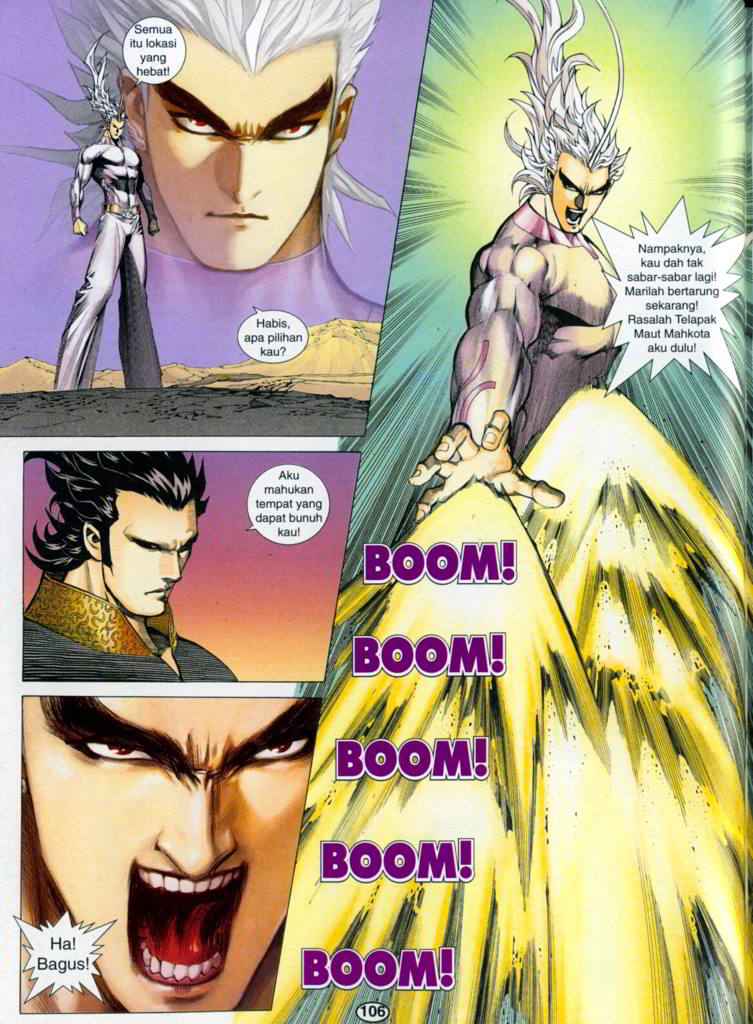 Semua
itu lokasi
yang
hebat!
Habis,
apa pilihan
kau?
Aku
mahukan
tempat yang
dapat bunuh
kau!
Ha!
Bagus!
Nampaknya,
kau dah tak
sabar-sabar lagi!
Marilah bertarung
sekarang!
Rasalah Telapak
Maut Mahkota
aku dulu!
BOOM!
BOOM!
BOOM!
BOOM!
BOOM!
106